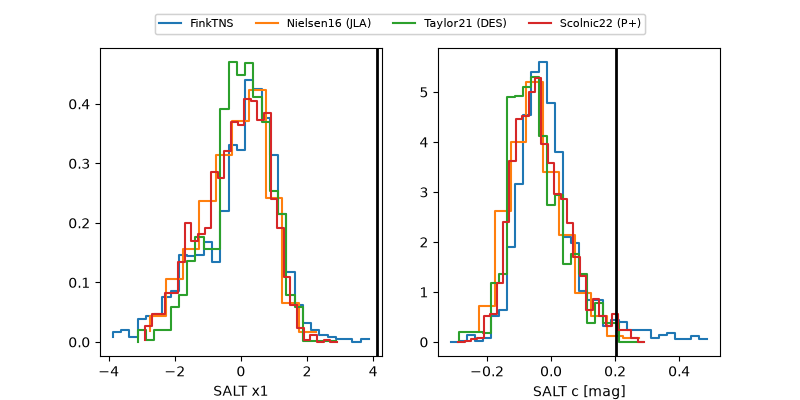 FinkTNS Nielsen16 (JLA) Taylor21 (DES) Scolnic22 (P+)
0.4
0.3
0.2
0.1
0.0
−4 −2 0 2 4
SALT x1
5
4
3
2
1
0
−0.2 0.0 0.2 0.4
SALT c [mag]